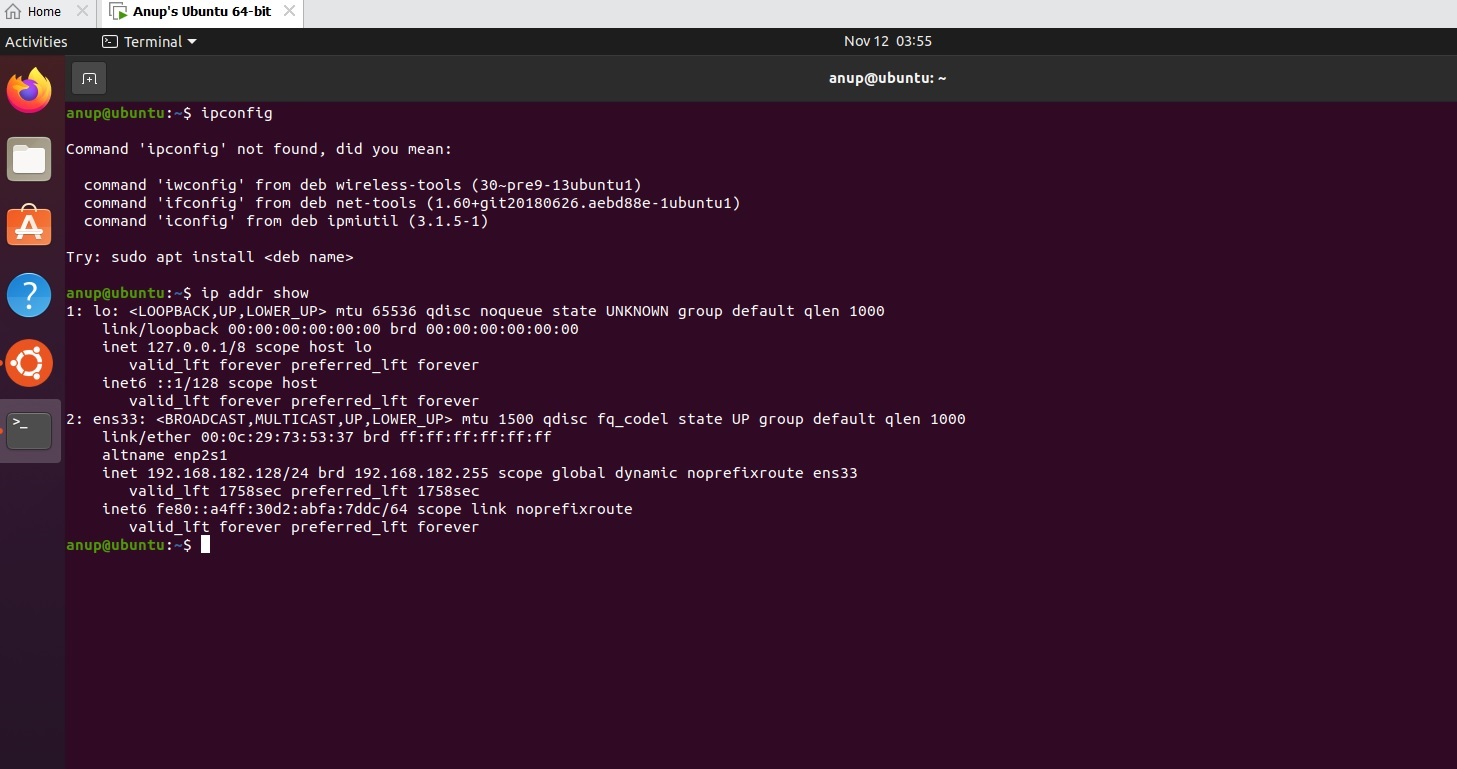 Home
Anup's Ubuntu 64-bit
Activities
Terminal
Nov 12 03:55
anup@ubuntu: ~
anup@ubuntu:~$ ipconfig
Command 'ipconfig' not found, did you mean:
command 'iwconfig' from deb wireless-tools (30~pre9-13ubuntu1)
command 'ifconfig' from deb net-tools (1.60+git20180626.aebd88e-1ubuntu1)
command 'iconfig' from deb ipmiutil (3.1.5-1)
Try: sudo apt install <deb name>
anup@ubuntu:~$ ip addr show
1: lo: <LOOPBACK,UP,LOWER_UP> mtu 65536 qdisc noqueue state UNKNOWN group default qlen 1000
link/loopback 00:00:00:00:00:00 brd 00:00:00:00:00:00
inet 127.0.0.1/8 scope host lo
valid_lft forever preferred_lft forever
inet6 ::1/128 scope host
valid_lft forever preferred_lft forever
2: ens33: <BROADCAST,MULTICAST,UP,LOWER_UP> mtu 1500 qdisc fq_codel state UP group default qlen 1000
link/ether 00:0c:29:73:53:37 brd ff:ff:ff:ff:ff:ff
altname enp2s1
inet 192.168.182.128/24 brd 192.168.182.255 scope global dynamic noprefixroute ens33
valid_lft 1758sec preferred_lft 1758sec
inet6 fe80::a4ff:30d2:abfa:7ddc/64 scope link noprefixroute
valid_lft forever preferred_lft forever
anup@ubuntu:~$